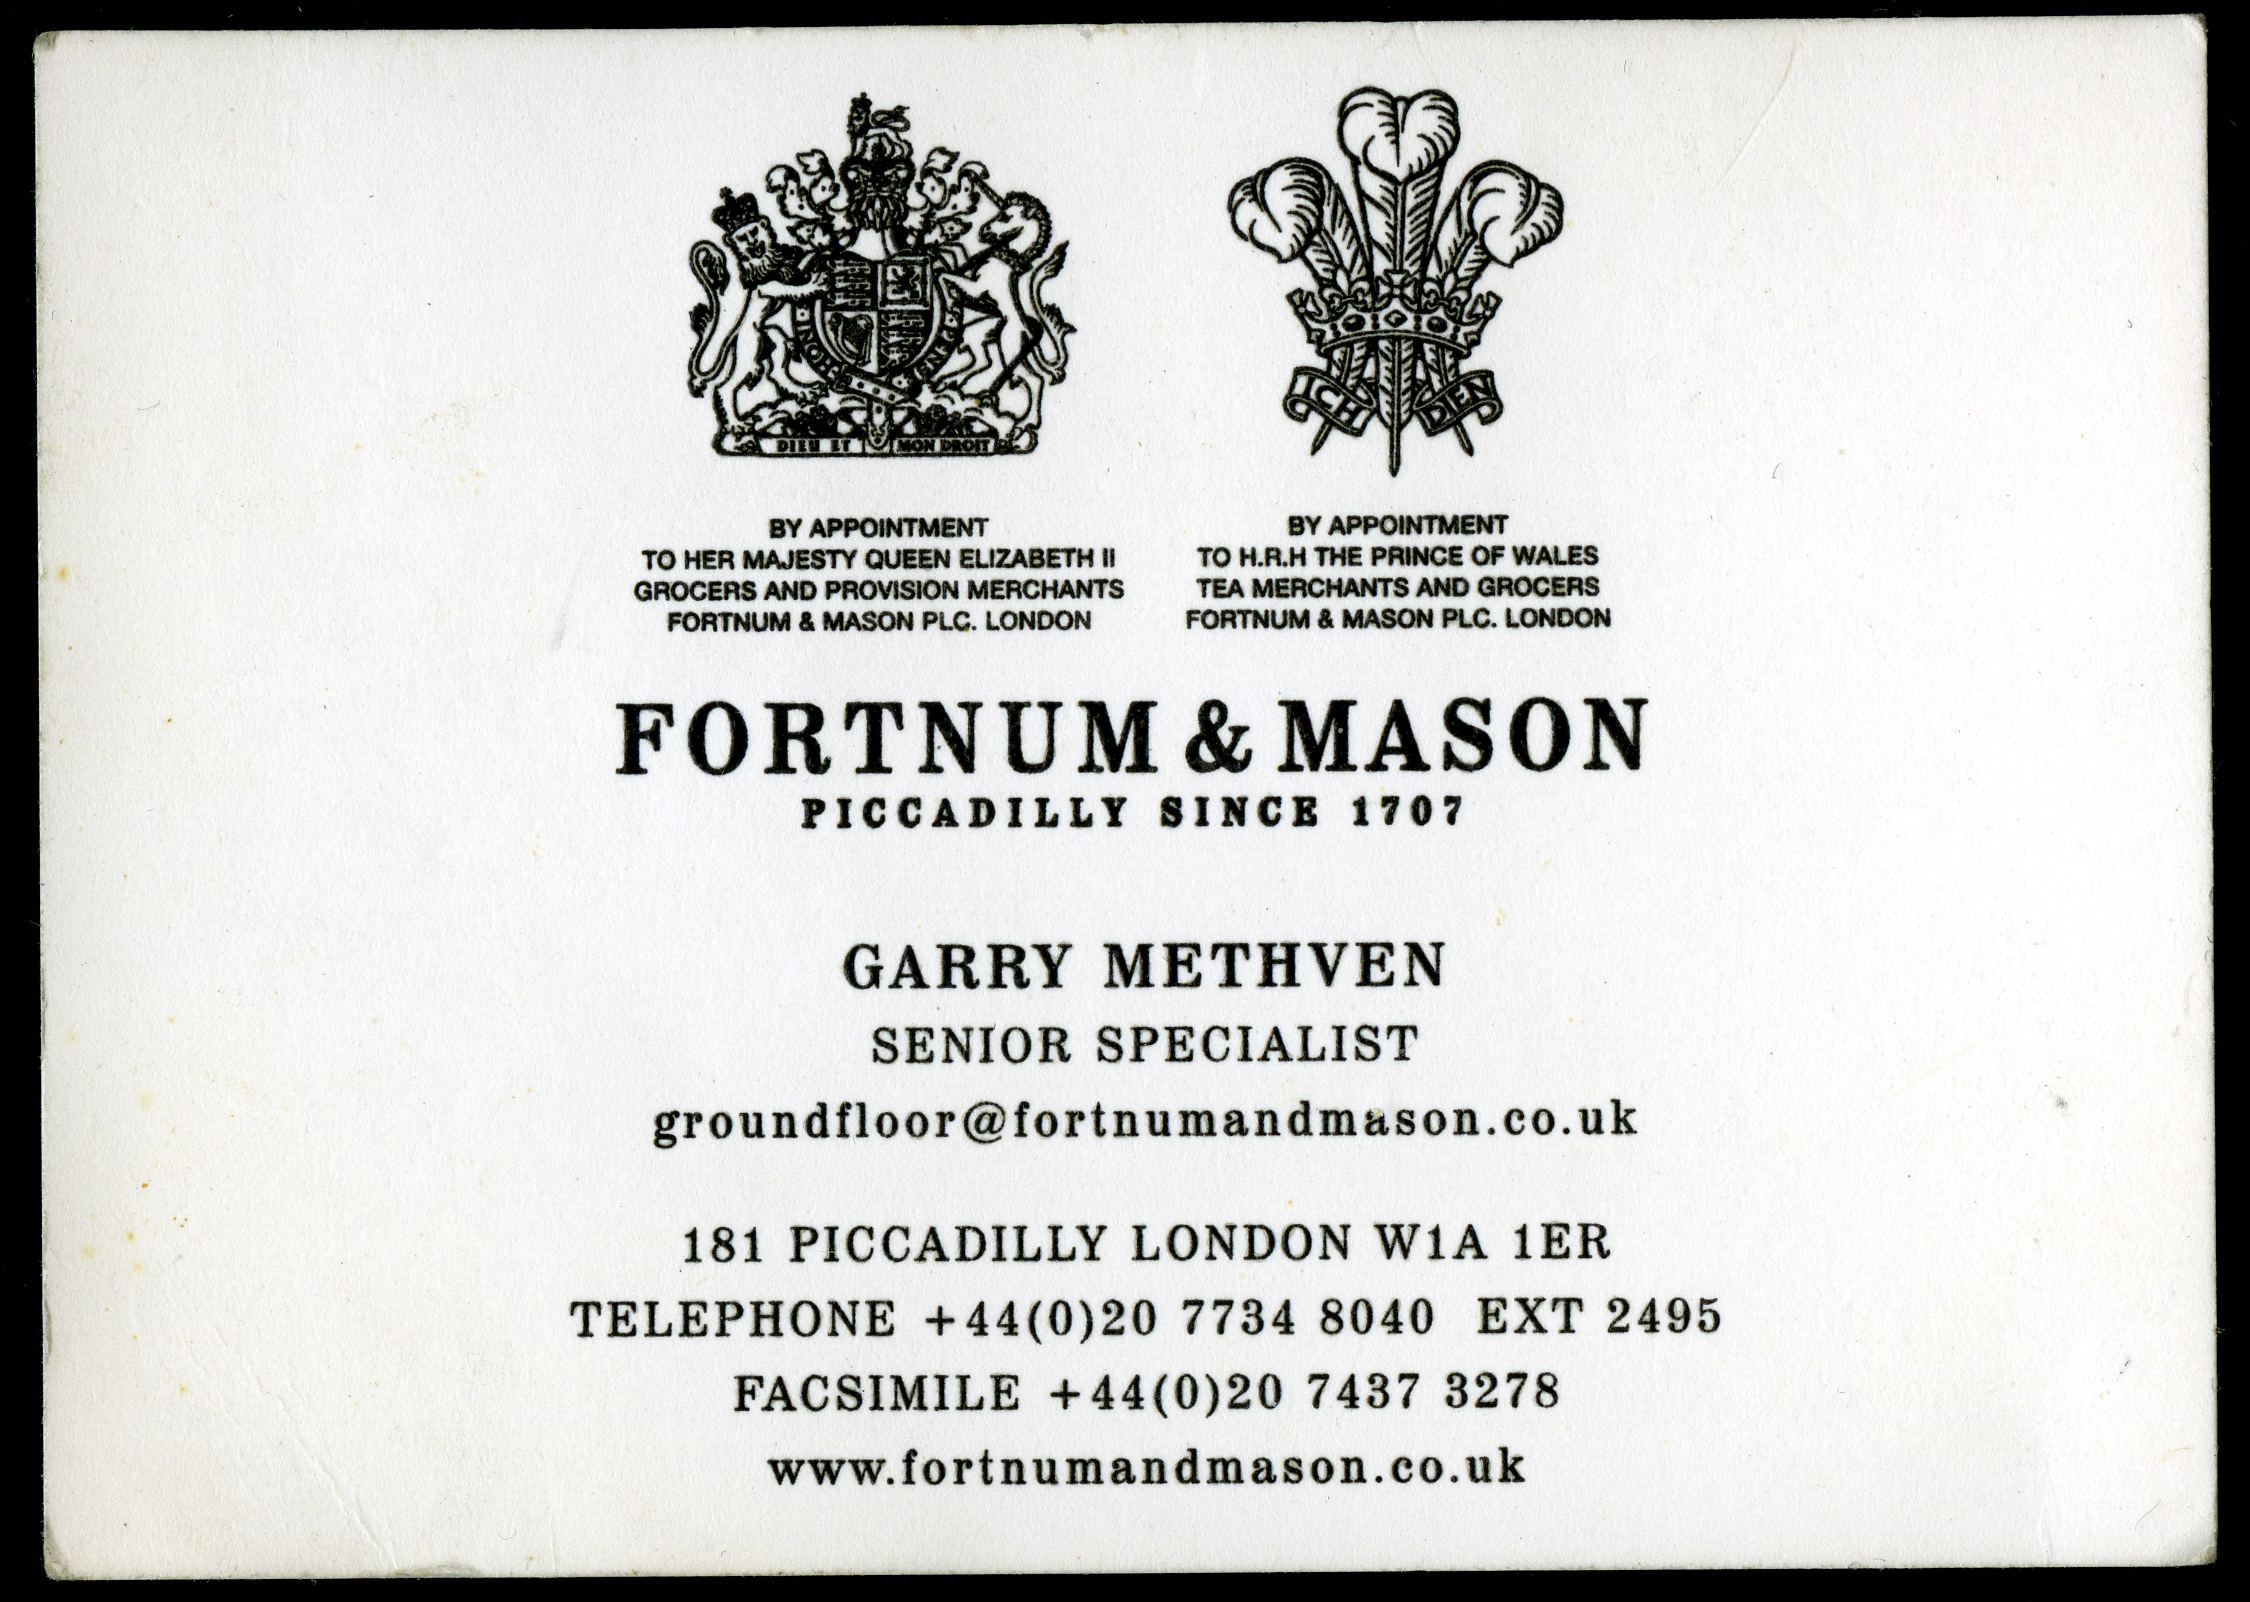 DIEU ET MON DROIT
ICH DIEN
BY APPOINTMENT
TO HER MAJESTY QUEEN ELIZABETH II
GROCERS AND PROVISION MERCHANTS
FORTNUM & MASON PLC. LONDON
BY APPOINTMENT
TO H.R.H THE PRINCE OF WALES
TEA MERCHANTS AND GROCERS
FORTNUM & MASON PLC. LONDON
FORTNUM & MASON
PICCADILLY SINCE 1707
GARRY METHVEN
SENIOR SPECIALIST
groundfloor@fortnumandmason.co.uk
181 PICCADILLY LONDON W1A 1ER
TELEPHONE +44(0)20 7734 8040 EXT 2495
FACSIMILE +44(0)20 7437 3278
www.fortnumandmason.co.uk